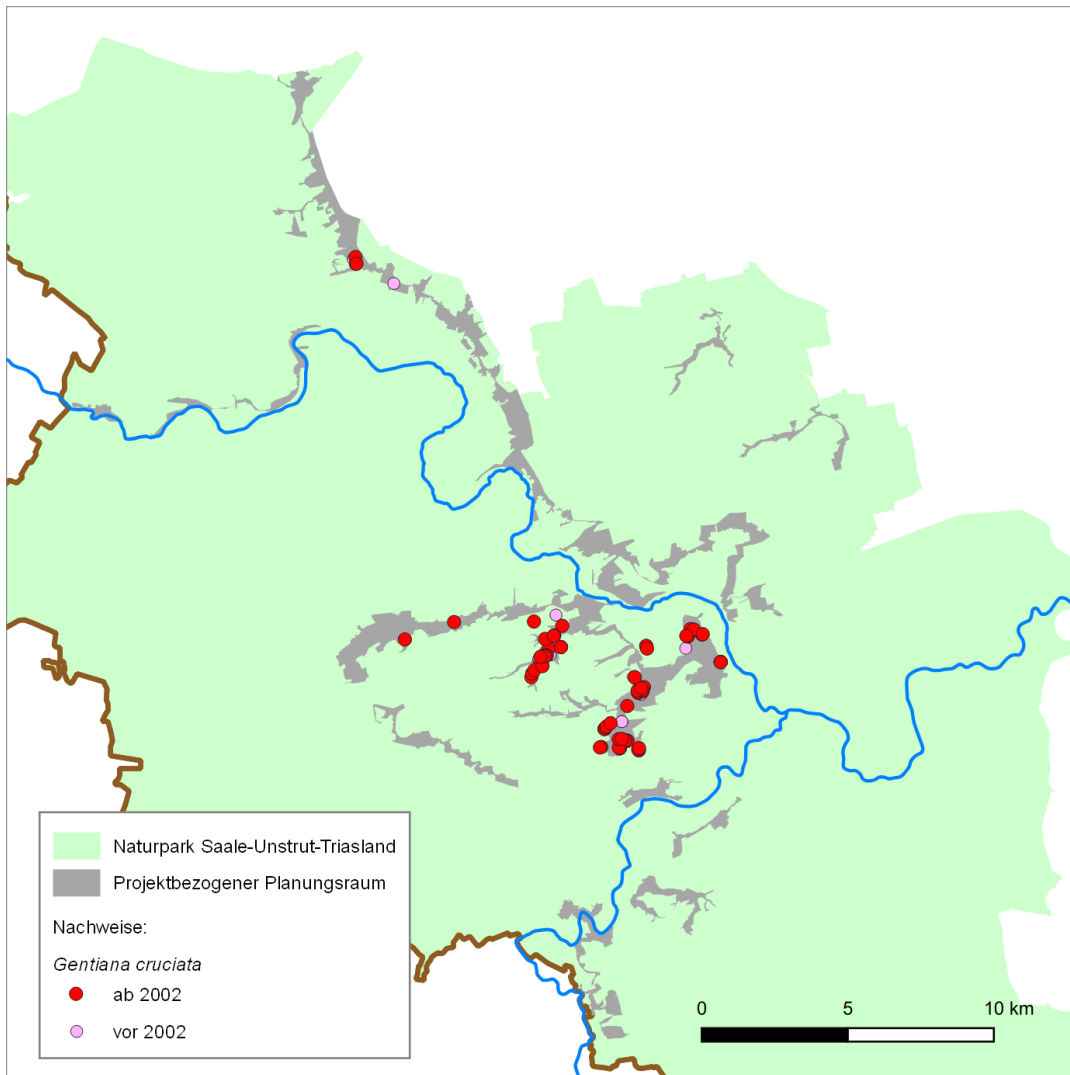 Naturpark Saale-Unstrut-Triasland
Projektbezogener Planungsraum
Nachweise:
Gentiana cruciata
ab 2002
vor 2002
0 5 10 km